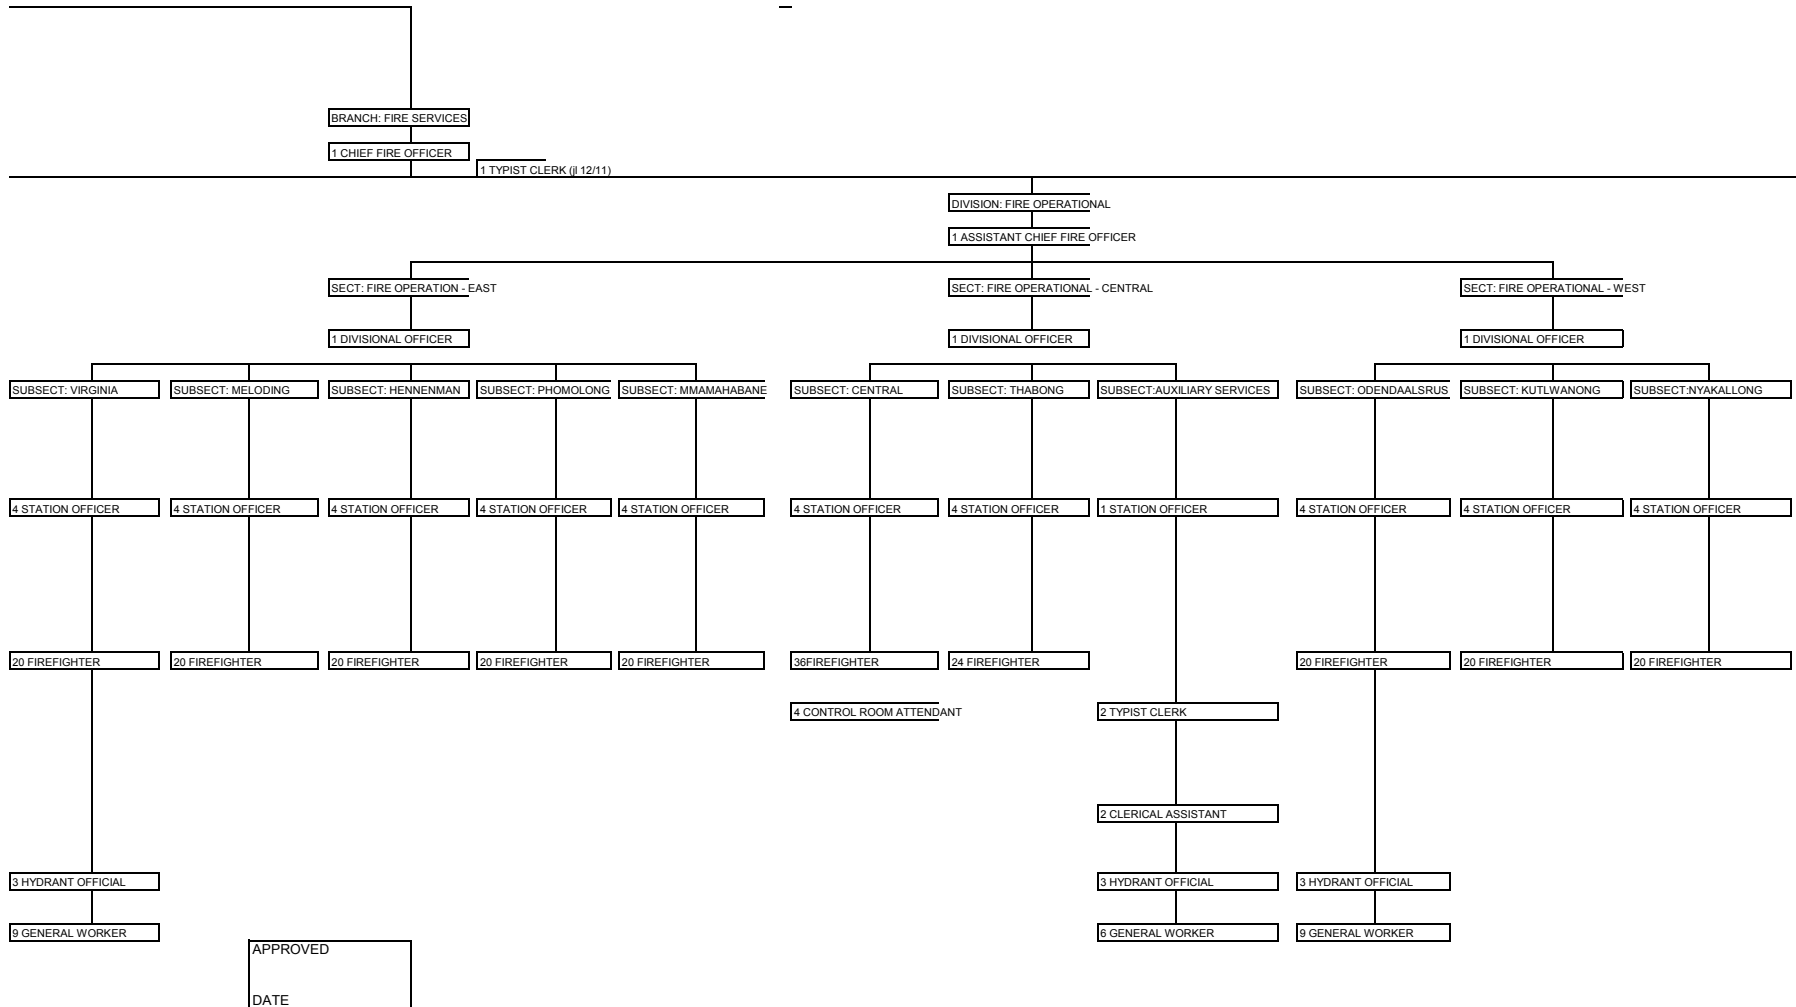 BRANCH: FIRE SERVICES
1 CHIEF FIRE OFFICER
1 TYPIST CLERK (jl 12/11)
DIVISION: FIRE OPERATIONAL
1 ASSISTANT CHIEF FIRE OFFICER
SECT: FIRE OPERATION - EAST
SECT: FIRE OPERATIONAL - CENTRAL
SECT: FIRE OPERATIONAL - WEST
1 DIVISIONAL OFFICER
1 DIVISIONAL OFFICER
1 DIVISIONAL OFFICER
SUBSECT: VIRGINIA
SUBSECT: MELODING
SUBSECT: HENNENMAN
SUBSECT: PHOMOLONG
SUBSECT: MMAMAHABANE
SUBSECT: CENTRAL
SUBSECT: THABONG
SUBSECT:AUXILIARY SERVICES
SUBSECT: ODENDAALSRUS
SUBSECT: KUTLWANONG
SUBSECT:NYAKALLONG
4 STATION OFFICER
4 STATION OFFICER
4 STATION OFFICER
4 STATION OFFICER
4 STATION OFFICER
4 STATION OFFICER
4 STATION OFFICER
1 STATION OFFICER
4 STATION OFFICER
4 STATION OFFICER
4 STATION OFFICER
20 FIREFIGHTER
20 FIREFIGHTER
20 FIREFIGHTER
20 FIREFIGHTER
20 FIREFIGHTER
36FIREFIGHTER
24 FIREFIGHTER
20 FIREFIGHTER
20 FIREFIGHTER
20 FIREFIGHTER
4 CONTROL ROOM ATTENDANT
2 TYPIST CLERK
2 CLERICAL ASSISTANT
3 HYDRANT OFFICIAL
3 HYDRANT OFFICIAL
3 HYDRANT OFFICIAL
9 GENERAL WORKER
6 GENERAL WORKER
9 GENERAL WORKER
APPROVED
DATE